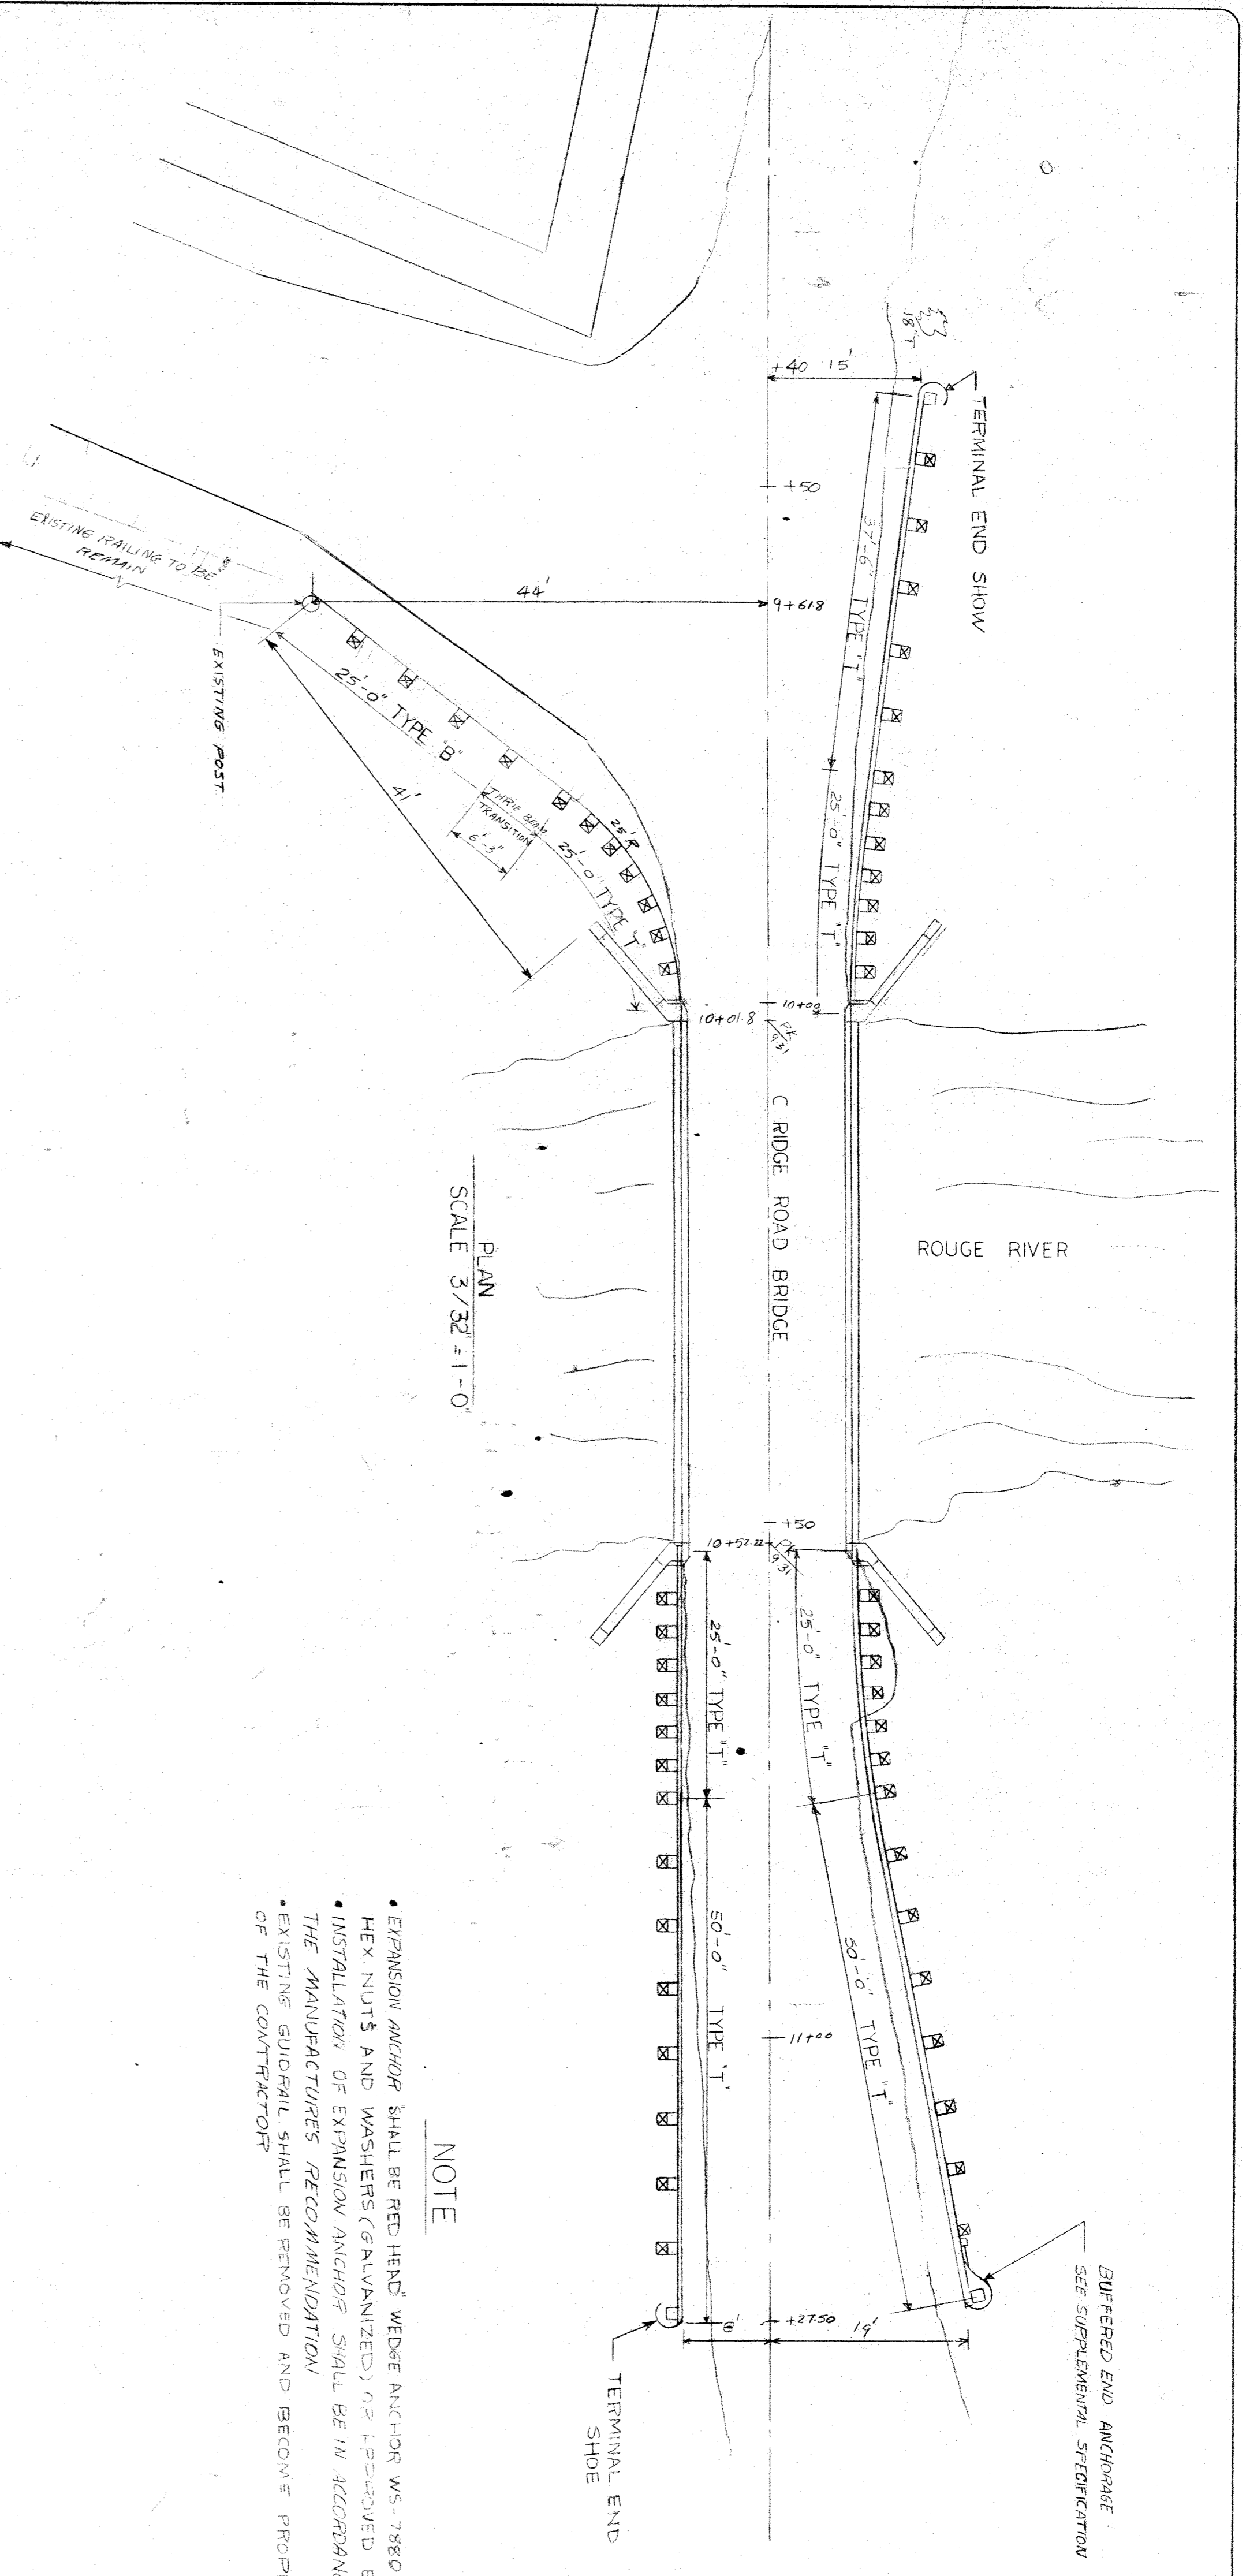 TERMINAL END SHOW
18"T
+40 15'
37'-6" TYPE "T"
25'-0" TYPE "T"
+50
44'
9+61.8
EXISTING RAILING TO BE
REMAIN
EXISTING POST
25'-0" TYPE "B"
41'
THRIE BEAM
TRANSITION
6'-3"
25'R
25'-0" TYPE "T"
10+00
10+01.8
PK
931
C RIDGE ROAD BRIDGE
ROUGE RIVER
PLAN
SCALE 3/32" = 1-0"
+50
10+52.22
PK
931
25'-0" TYPE "T"
25'-0" TYPE "T"
50'-0" TYPE "T"
50'-0" TYPE "T"
11+00
+27.50
8'
19'
BUFFERED END ANCHORAGE
SEE SUPPLEMENTAL SPECIFICATION
TERMINAL END
SHOE
NOTE
• EXPANSION ANCHOR SHALL BE RED HEAD" WEDGE ANCHOR WS-7880
HEX. NUTS AND WASHERS (GALVANIZED) OR APPROVED E
• INSTALLATION OF EXPANSION ANCHOR SHALL BE IN ACCORDAN
THE MANUFACTURE'S RECOMMENDATION
• EXISTING GUIDRAIL SHALL BE REMOVED AND BECOME PROP
OF THE CONTRACTOR